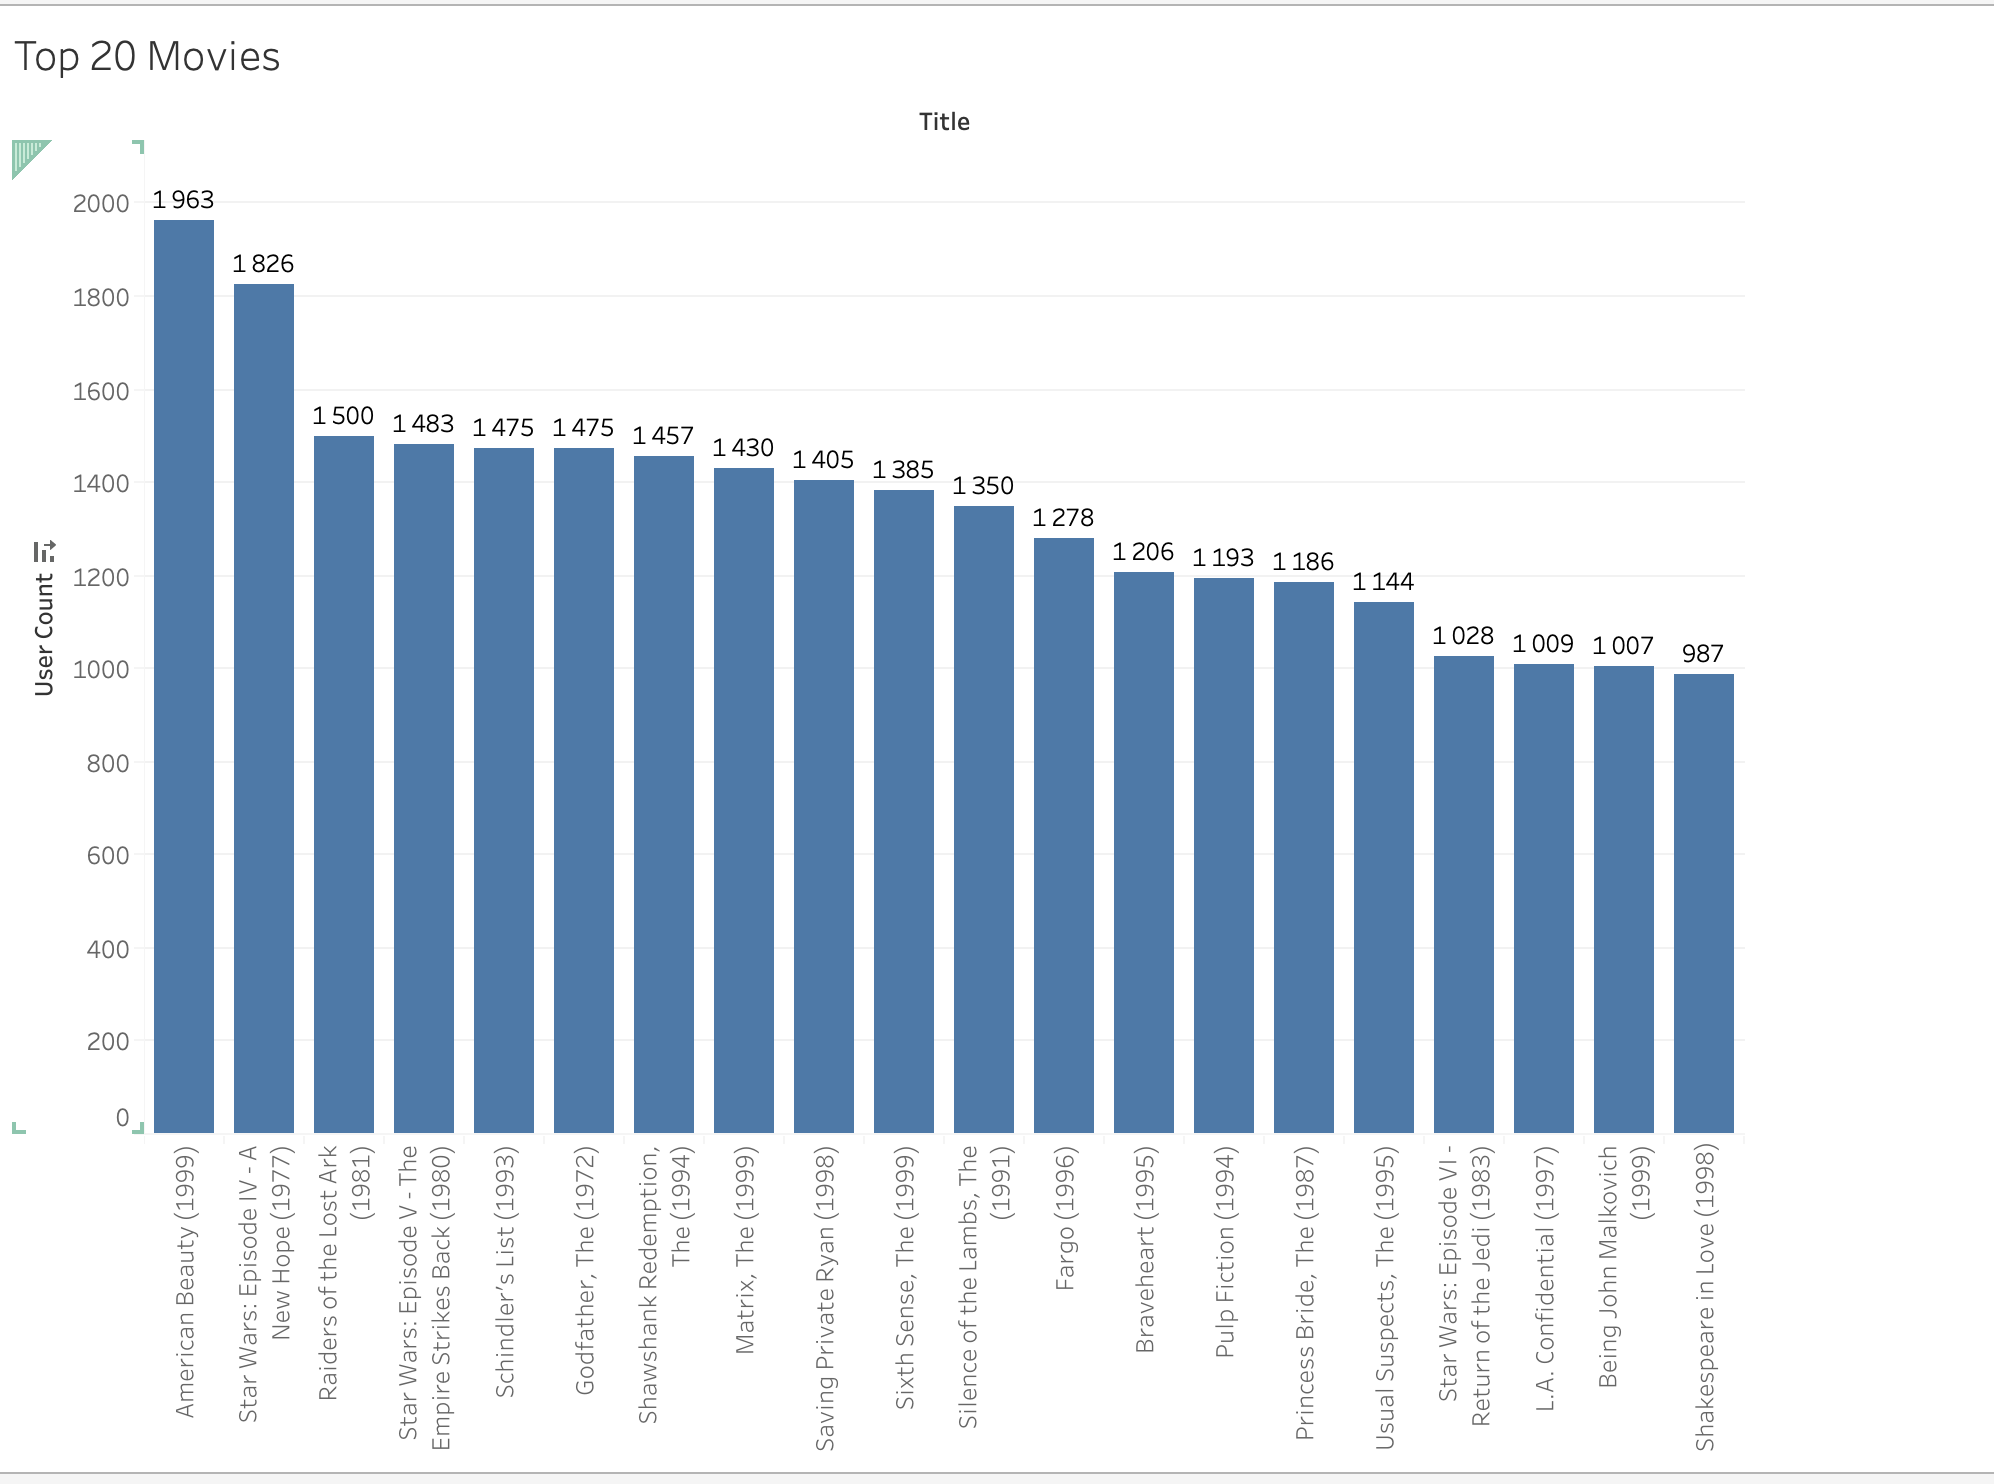 Top 20 Movies
Title
User Count
2000
1800
1600
1400
1200
1000
800
600
400
200
0
1 963
1 826
1 500
1 483
1 475
1 475
1 457
1 430
1 405
1 385
1 350
1 278
1 206
1 193
1 186
1 144
1 028
1 009
1 007
987
American Beauty (1999)
Star Wars: Episode IV - A
New Hope (1977)
Raiders of the Lost Ark
(1981)
Star Wars: Episode V - The
Empire Strikes Back (1980)
Schindler's List (1993)
Godfather, The (1972)
Shawshank Redemption,
The (1994)
Matrix, The (1999)
Saving Private Ryan (1998)
Sixth Sense, The (1999)
Silence of the Lambs, The
(1991)
Fargo (1996)
Braveheart (1995)
Pulp Fiction (1994)
Princess Bride, The (1987)
Usual Suspects, The (1995)
Star Wars: Episode VI -
Return of the Jedi (1983)
L.A. Confidential (1997)
Being John Malkovich
(1999)
Shakespeare in Love (1998)